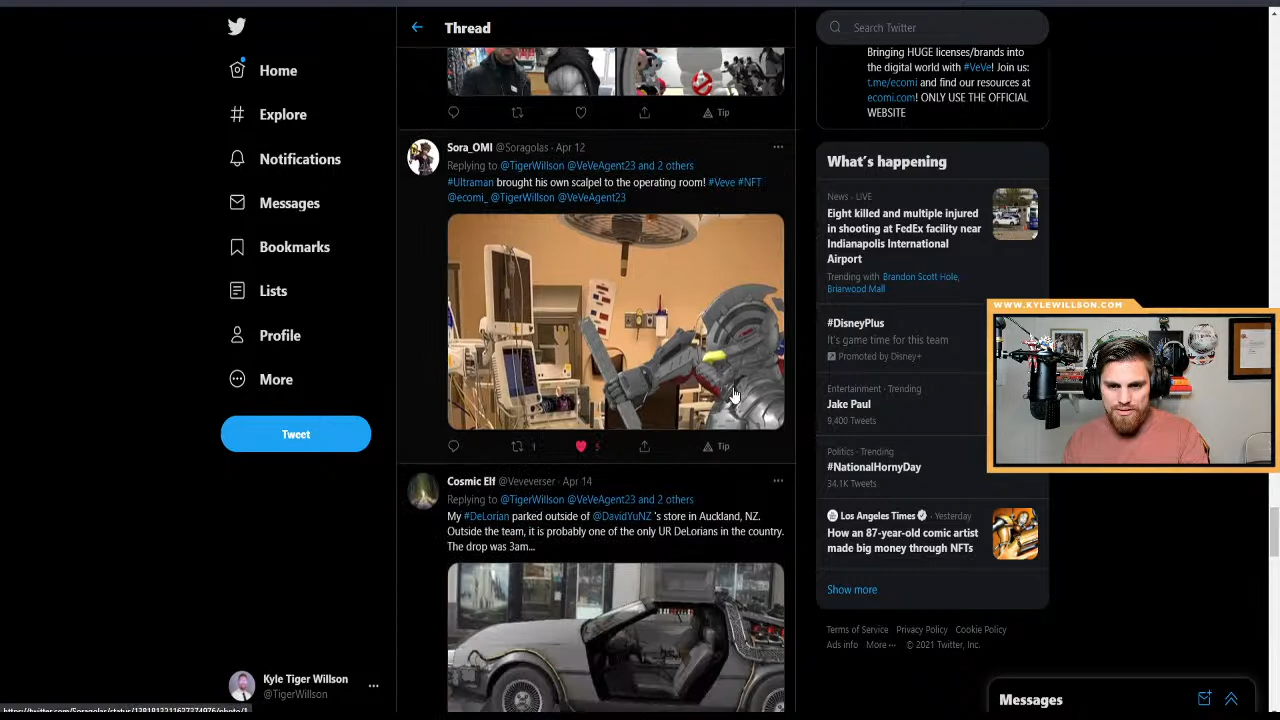 Home
Explore
Notifications
Messages
Bookmarks
Lists
Profile
More
Tweet
Kyle Tiger Willson
@TigerWillson
Thread
Tip
Sora_OMI @Soragolas · Apr 12
Replying to @TigerWillson @VeVeAgent23 and 2 others
#Ultraman brought his own scalpel to the operating room! #Veve #NFT
@ecomi_ @TigerWillson @VeVeAgent23
1
5
Tip
Cosmic Elf @Veveverser · Apr 14
Replying to @TigerWillson @VeVeAgent23 and 2 others
My #DeLorian parked outside of @DavidYuNZ 's store in Auckland, NZ.
Outside the team, it is probably one of the only UR DeLorians in the country.
The drop was 3am...
Search Twitter
Bringing HUGE licenses/brands into
the digital world with #VeVe! Join us:
t.me/ecomi and find our resources at
ecomi.com! ONLY USE THE OFFICIAL
WEBSITE
What's happening
News · LIVE
Eight killed and multiple injured
in shooting at FedEx facility near
Indianapolis International
Airport
Trending with Brandon Scott Hole,
Briarwood Mall
#DisneyPlus
It's game time for this team
Promoted by Disney+
Entertainment · Trending
Jake Paul
9,400 Tweets
Politics · Trending
#NationalHornyDay
34.1K Tweets
Los Angeles Times · Yesterday
How an 87-year-old comic artist
made big money through NFTs
Show more
Terms of Service Privacy Policy Cookie Policy
Ads info More ··· © 2021 Twitter, Inc.
Messages
WWW.KYLEWILLSON.COM